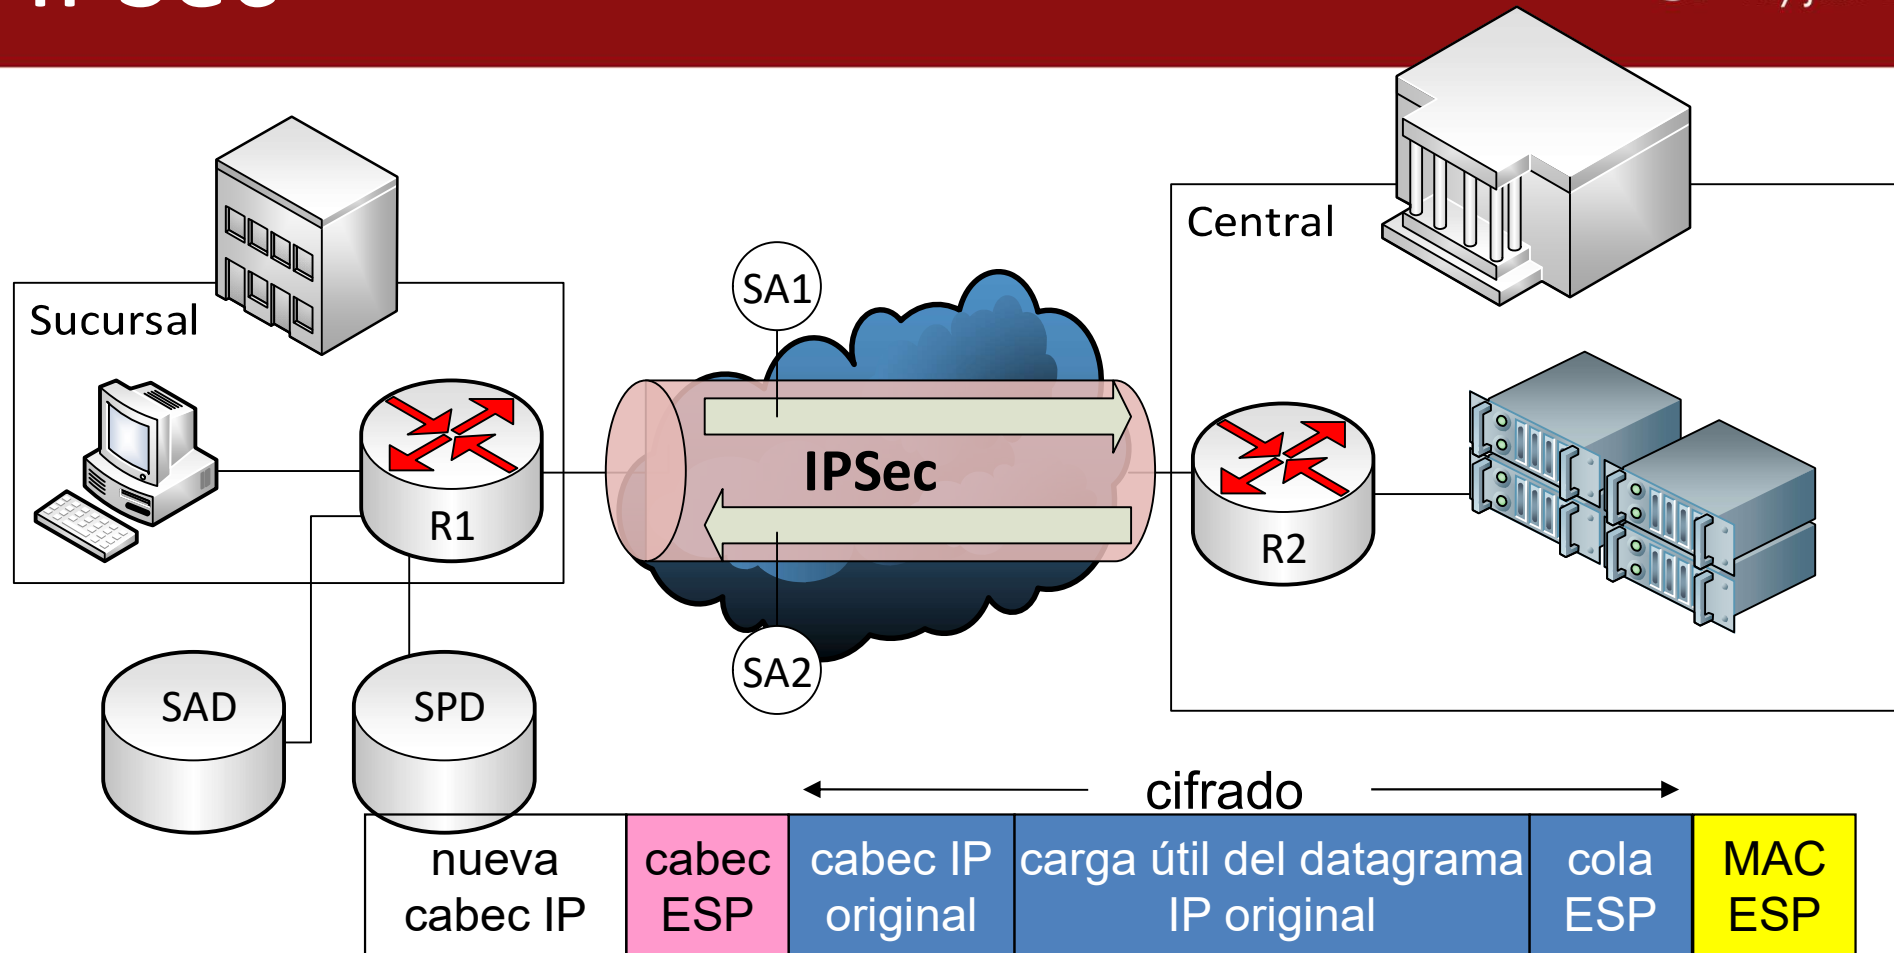 Central
Sucursal
SA1
IPSec
R1
R2
SA2
SAD
SPD
cifrado
nueva
cabec IP
cabec
ESP
cabec IP
original
carga útil del datagrama
IP original
cola
ESP
MAC
ESP